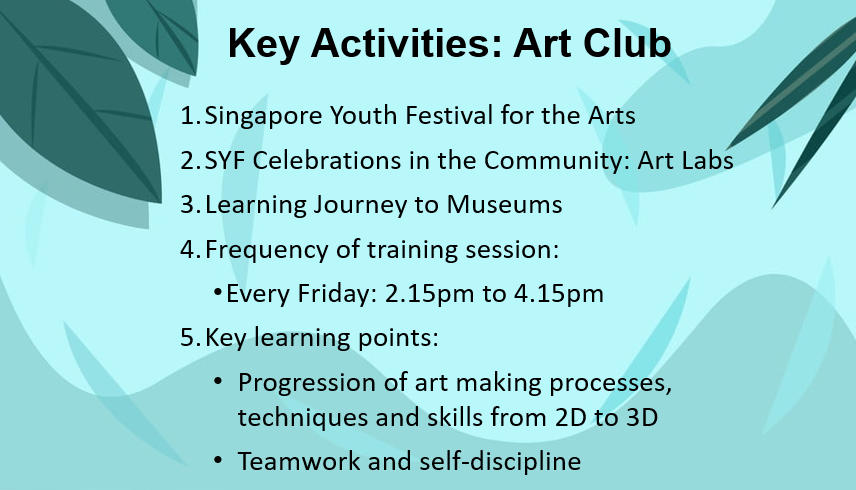 Key Activities: Art Club
1. Singapore Youth Festival for the Arts
2. SYF Celebrations in the Community: Art Labs
3. Learning Journey to Museums
4. Frequency of training session:
• Every Friday: 2.15pm to 4.15pm
5. Key learning points:
• Progression of art making processes,
techniques and skills from 2D to 3D
• Teamwork and self-discipline